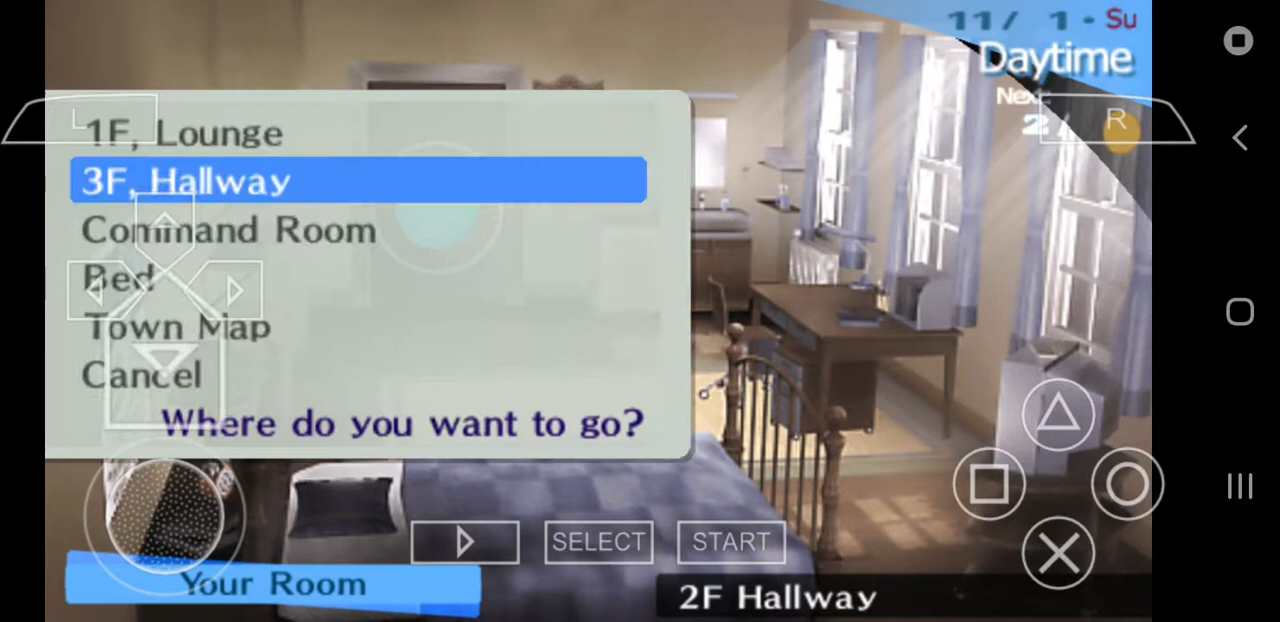 11/ 1 · Su
Daytime
Next:
2/
L
R
1F, Lounge
3F, Hallway
Command Room
Bed
Town Map
Cancel
Where do you want to go?
SELECT
START
Your Room
2F Hallway